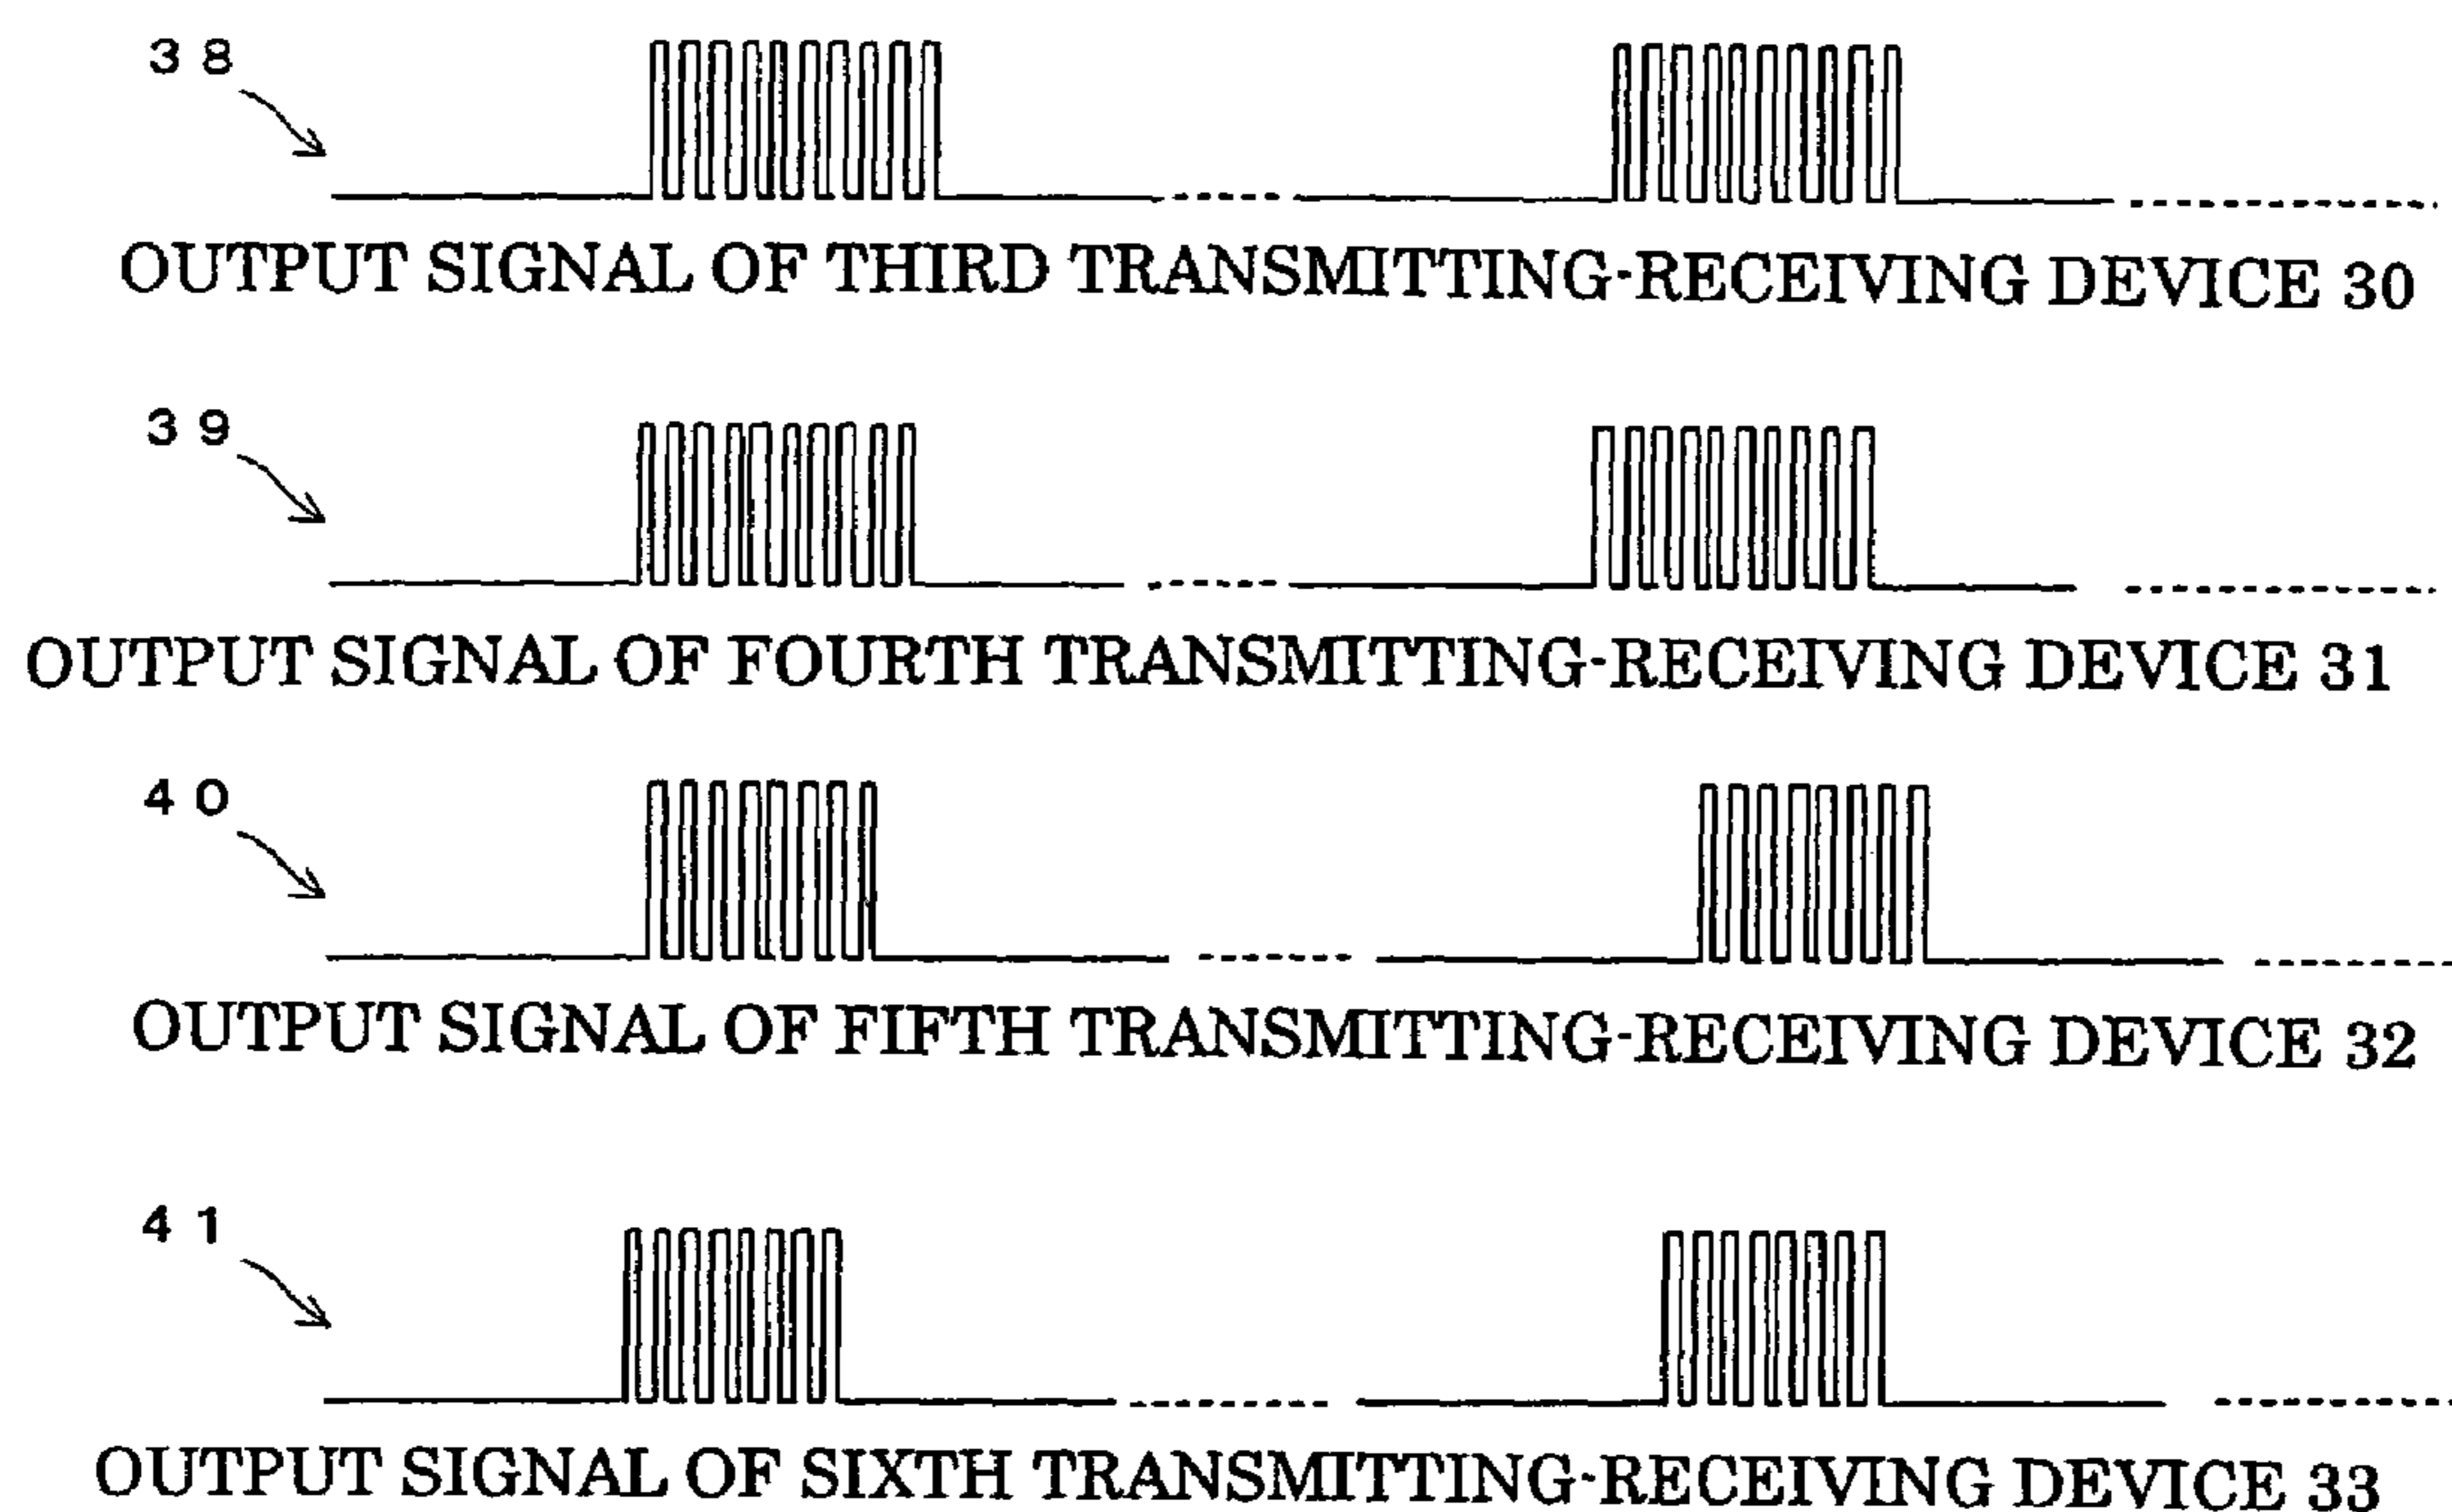 38
OUTPUT SIGNAL OF THIRD TRANSMITTING-RECEIVING DEVICE 30
39
OUTPUT SIGNAL OF FOURTH TRANSMITTING-RECEIVING DEVICE 31
40
OUTPUT SIGNAL OF FIFTH TRANSMITTING-RECEIVING DEVICE 32
41
OUTPUT SIGNAL OF SIXTH TRANSMITTING-RECEIVING DEVICE 33